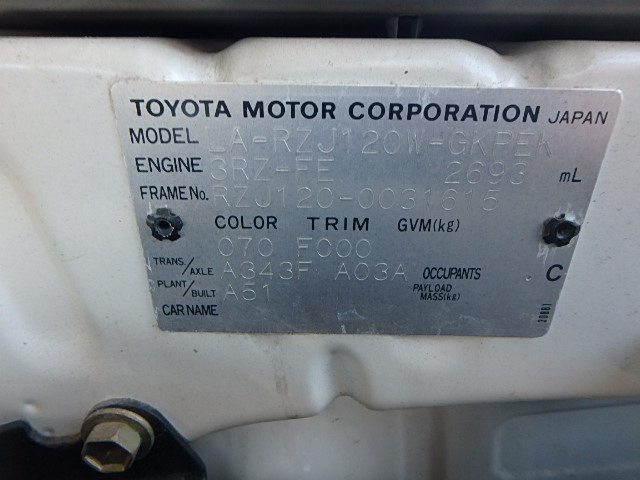 TOYOTA MOTOR CORPORATION JAPAN
MODEL LA-RZJ120W-GKPEK
ENGINE 3RZ-FE 2693 mL
FRAME No. RZJ120-0031615
COLOR TRIM GVM(kg)
070 FC00
TRANS./AXLE A343F A03A OCCUPANTS C
PLANT/BUILT A51 PAYLOAD MASS(kg)
CAR NAME